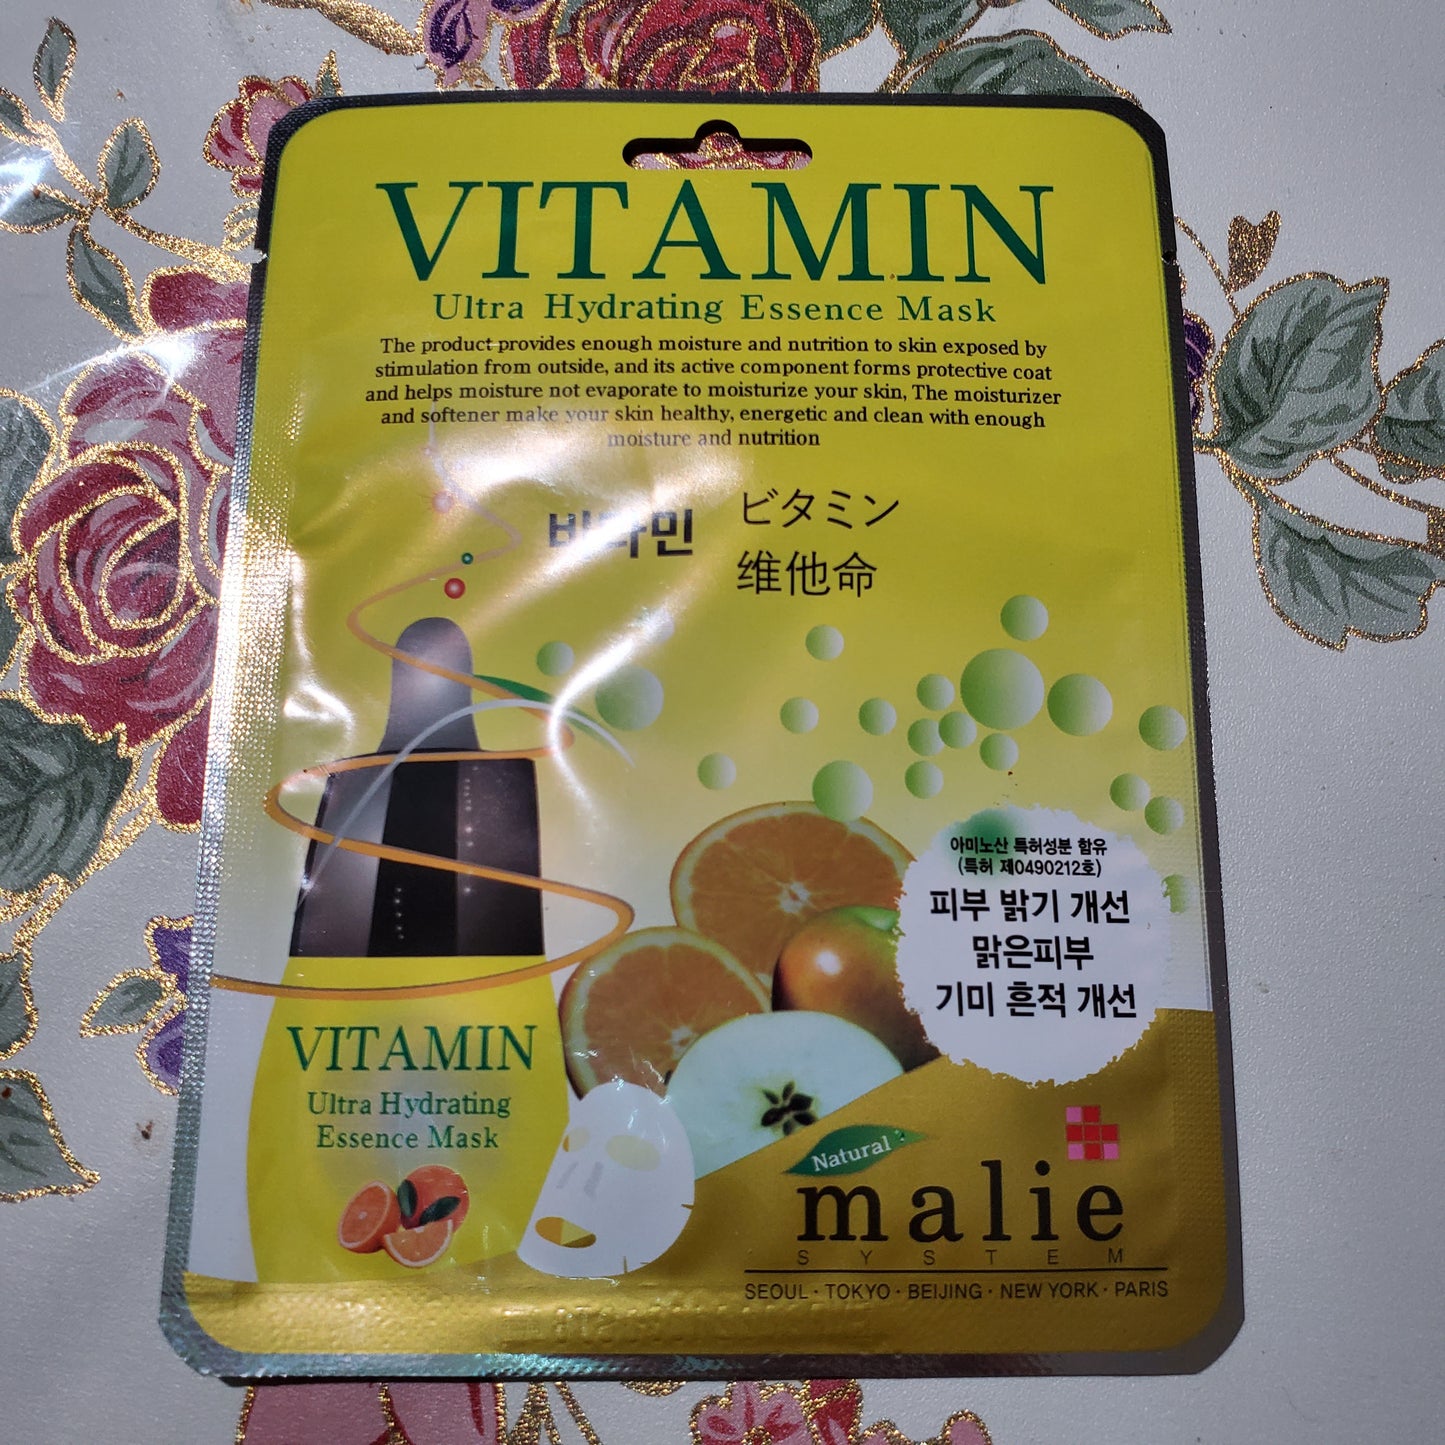 VITAMIN
Ultra Hydrating Essence Mask
The product provides enough moisture and nutrition to skin exposed by
stimulation from outside, and its active component forms protective coat
and helps moisture not evaporate to moisturize your skin, The moisturizer
and softener make your skin healthy, energetic and clean with enough
moisture and nutrition
비타민
ビタミン
维他命
아미노산 특허성분 함유
(특허 제0490212호)
피부 밝기 개선
맑은피부
기미 흔적 개선
VITAMIN
Ultra Hydrating
Essence Mask
Natural
malie
SYSTEM
SEOUL · TOKYO · BEIJING · NEW YORK · PARIS